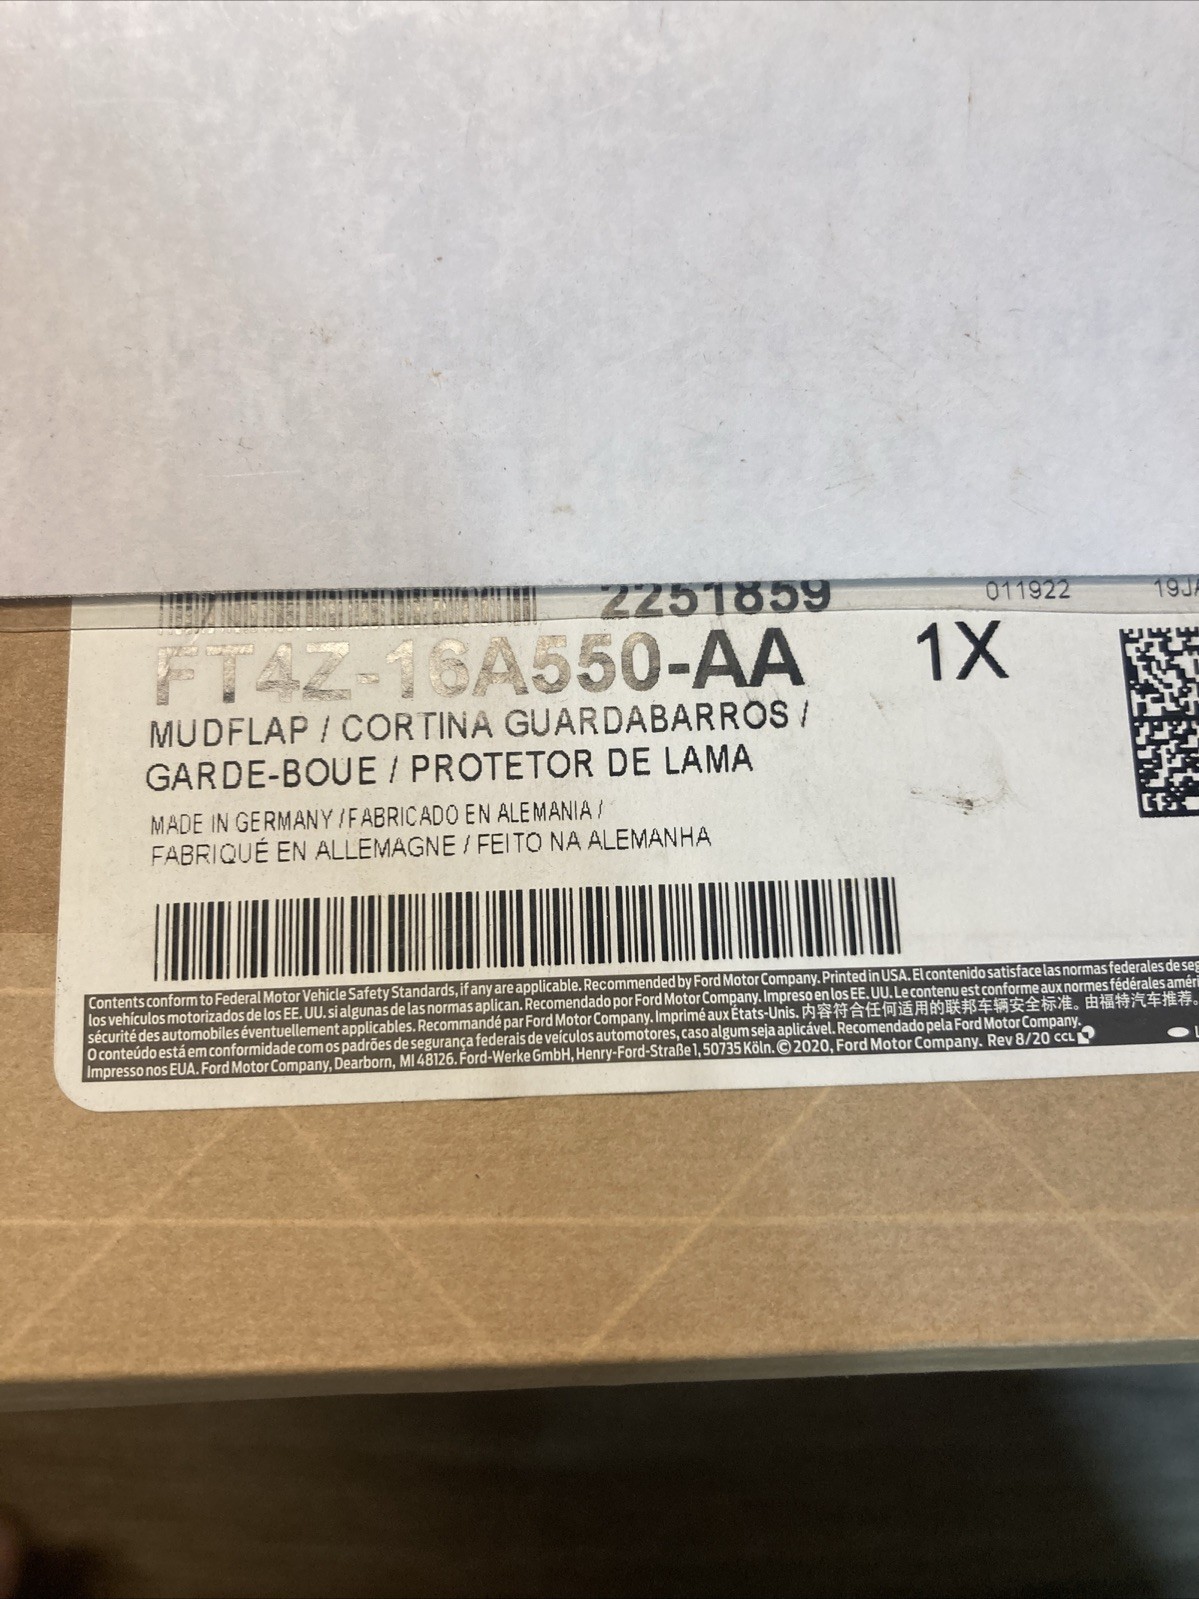 2251859
011922
FT4Z-16A550-AA
1X
MUDFLAP / CORTINA GUARDABARROS /
GARDE-BOUE / PROTETOR DE LAMA
MADE IN GERMANY / FABRICADO EN ALEMANIA /
FABRIQUÉ EN ALLEMAGNE / FEITO NA ALEMANHA
Contents conform to Federal Motor Vehicle Safety Standards, if any are applicable. Recommended by Ford Motor Company. Printed in USA. El contenido satisface las normas federales de
los vehículos motorizados de los EE. UU. si algunas de las normas aplican. Recomendado por Ford Motor Company. Impreso en los EE. UU. Le contenu est conforme aux normes fédérales
sécurité des automobiles éventuellement applicables. Recommandé par Ford Motor Company. Imprimé aux États-Unis. 内容符合任何适用的联邦车辆安全标准。由福特汽车推荐。
O conteúdo está em conformidade com os padrões de segurança federais de veículos automotores, caso algum seja aplicável. Recomendado pela Ford Motor Company.
Impresso nos EUA. Ford Motor Company, Dearborn, MI 48126. Ford-Werke GmbH, Henry-Ford-Straße 1, 50735 Köln. © 2020, Ford Motor Company. Rev 8/20 CCL